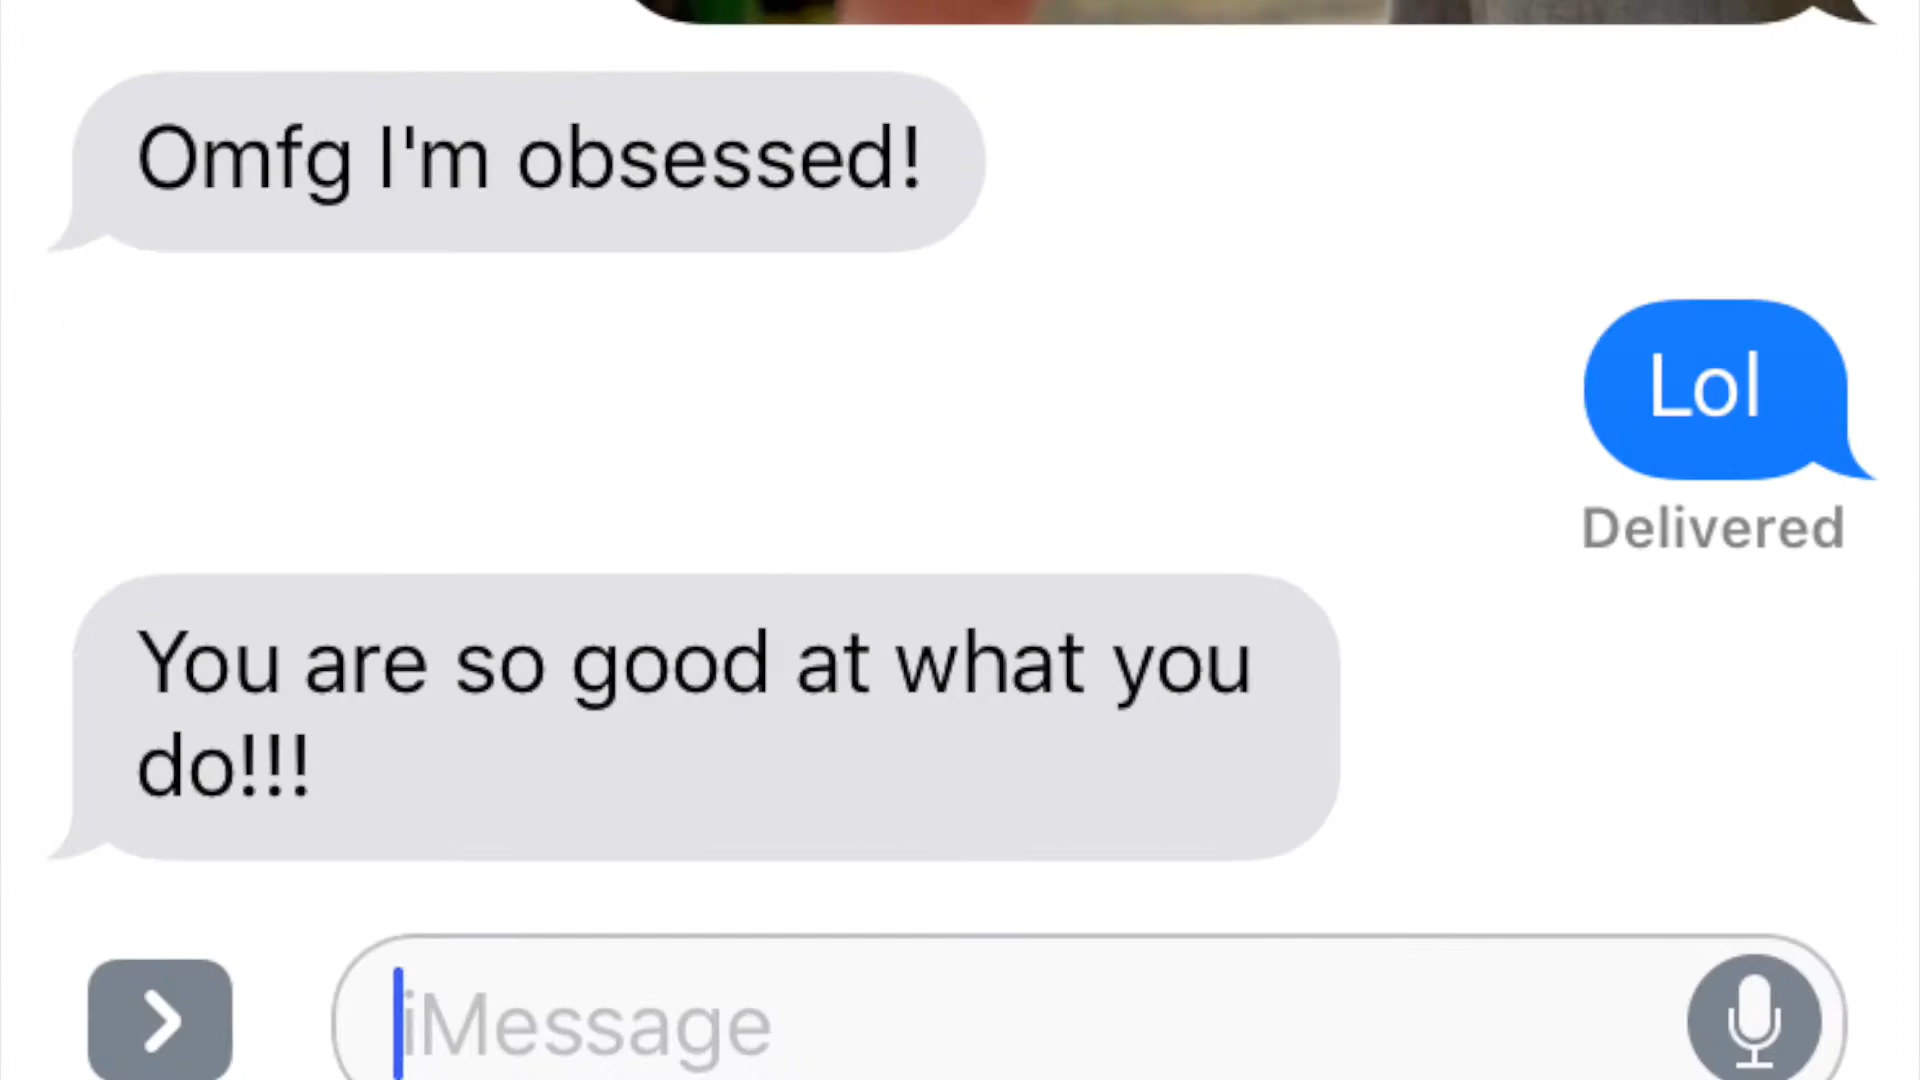 Omfg I'm obsessed!
Lol
Delivered
You are so good at what you
do!!!
iMessage